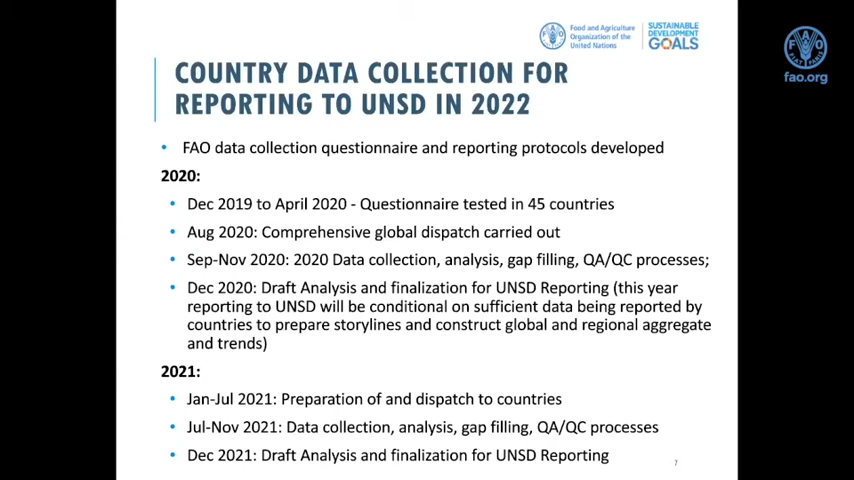 Food and Agriculture
Organization of the
United Nations
SUSTAINABLE
DEVELOPMENT
GOALS
FAO
FIAT PANIS
fao.org
COUNTRY DATA COLLECTION FOR
REPORTING TO UNSD IN 2022
• FAO data collection questionnaire and reporting protocols developed
2020:
• Dec 2019 to April 2020 - Questionnaire tested in 45 countries
• Aug 2020: Comprehensive global dispatch carried out
• Sep-Nov 2020: 2020 Data collection, analysis, gap filling, QA/QC processes;
• Dec 2020: Draft Analysis and finalization for UNSD Reporting (this year
reporting to UNSD will be conditional on sufficient data being reported by
countries to prepare storylines and construct global and regional aggregate
and trends)
2021:
• Jan-Jul 2021: Preparation of and dispatch to countries
• Jul-Nov 2021: Data collection, analysis, gap filling, QA/QC processes
• Dec 2021: Draft Analysis and finalization for UNSD Reporting
7